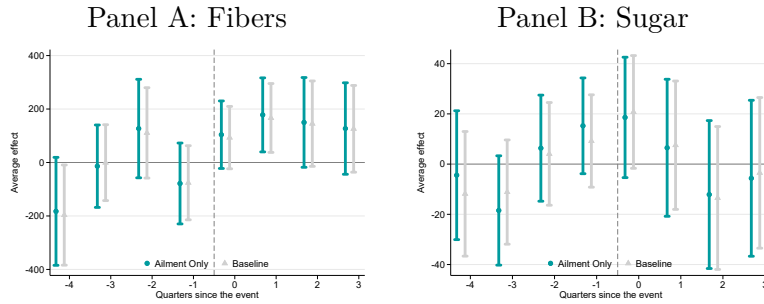 Panel A: Fibers
400
200
0
-200
-400
Average effect
-4 -3 -2 -1 0 1 2 3
Quarters since the event
Ailment Only Baseline
Panel B: Sugar
40
20
0
-20
-40
Average effect
-4 -3 -2 -1 0 1 2 3
Quarters since the event
Ailment Only Baseline